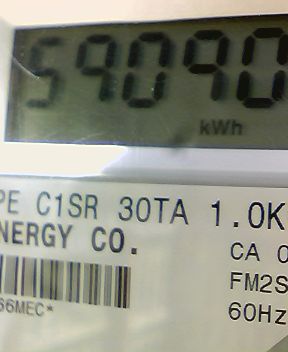 59090
kWh
PE C1SR 30TA 1.0K
NERGY CO.
CA 0
FM2S
66MEC*
60Hz